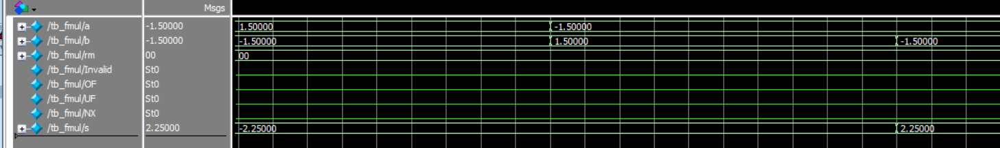 Msgs
/tb_fmul/a -1.50000 1.50000 -1.50000
/tb_fmul/b -1.50000 -1.50000 1.50000 -1.50000
/tb_fmul/rm 00 00
/tb_fmul/Invalid St0
/tb_fmul/OF St0
/tb_fmul/UF St0
/tb_fmul/NX St0
/tb_fmul/s 2.25000 -2.25000 2.25000